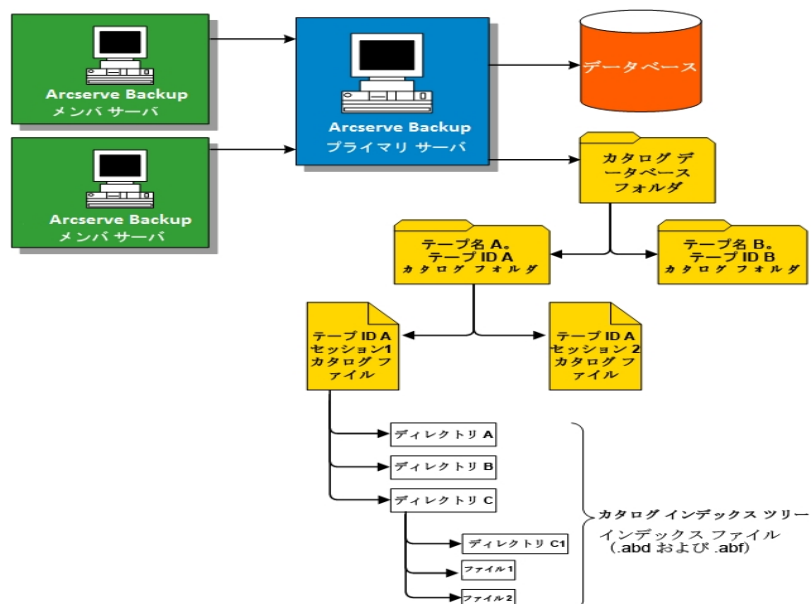 Arcserve Backup
メンバ サーバ
Arcserve Backup
プライマリ サーバ
データベース
Arcserve Backup
メンバ サーバ
カタログ デ
ータベース
フォルダ
テープ名 A。
テープ ID A
カタログ フォルダ
テープ名 B。
テープ ID B
カタログ フォルダ
テープ ID A
セッション1
カタログ フ
ァイル
テープ ID A
セッション 2
カタログ フ
ァイル
ディレクトリ A
ディレクトリ B
ディレクトリ C
ディレクトリ C1
ファイル 1
ファイル 2
カタログ インデックス ツリー
インデックス ファイル
(.abd および .abf)